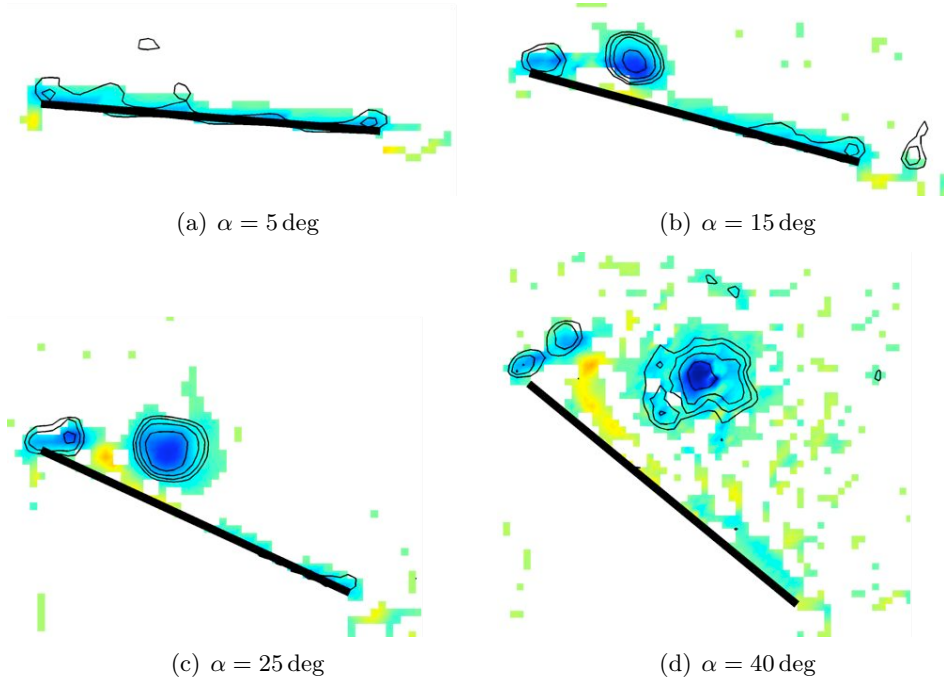 (a) α = 5 deg
(b) α = 15 deg
(c) α = 25 deg
(d) α = 40 deg